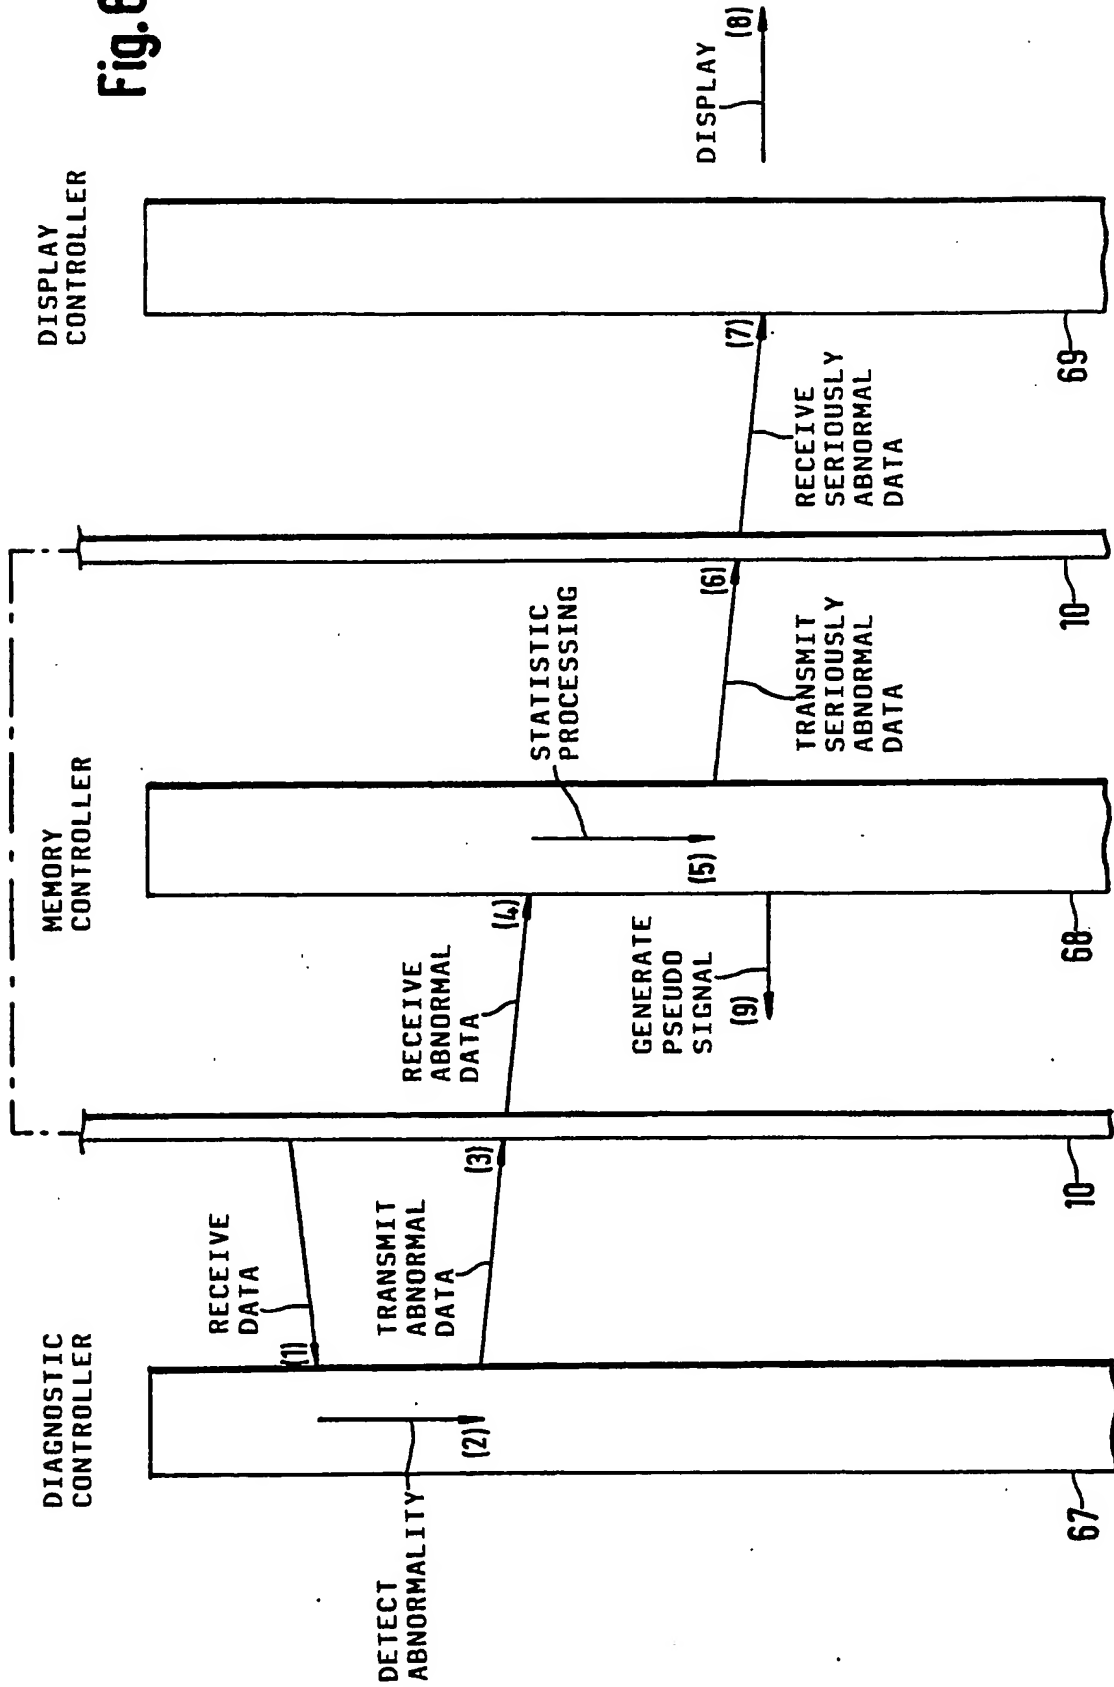 Fig.
DIAGNOSTIC
CONTROLLER
MEMORY
CONTROLLER
DISPLAY
CONTROLLER
RECEIVE
DATA
(1)
DETECT
ABNORMALITY
(2)
TRANSMIT
ABNORMAL
DATA
(3)
RECEIVE
ABNORMAL
DATA
(4)
STATISTIC
PROCESSING
(5)
GENERATE
PSEUDO
SIGNAL
(9)
(6)
TRANSMIT
SERIOUSLY
ABNORMAL
DATA
(7)
RECEIVE
SERIOUSLY
ABNORMAL
DATA
DISPLAY
(8)
67
10
68
10
69